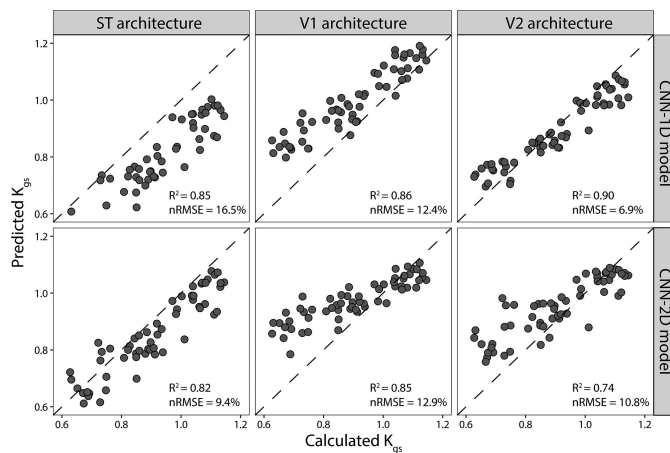 ST architecture V1 architecture V2 architecture
1.2
1.0
0.8
0.6
R² = 0.85
nRMSE = 16.5%
R² = 0.86
nRMSE = 12.4%
R² = 0.90
nRMSE = 6.9%
CNN-1D model
Predicted Kgs
1.2
1.0
0.8
0.6
R² = 0.82
nRMSE = 9.4%
R² = 0.85
nRMSE = 12.9%
R² = 0.74
nRMSE = 10.8%
CNN-2D model
0.6 0.8 1.0 1.2 0.6 0.8 1.0 1.2 0.6 0.8 1.0 1.2
Calculated Kgs